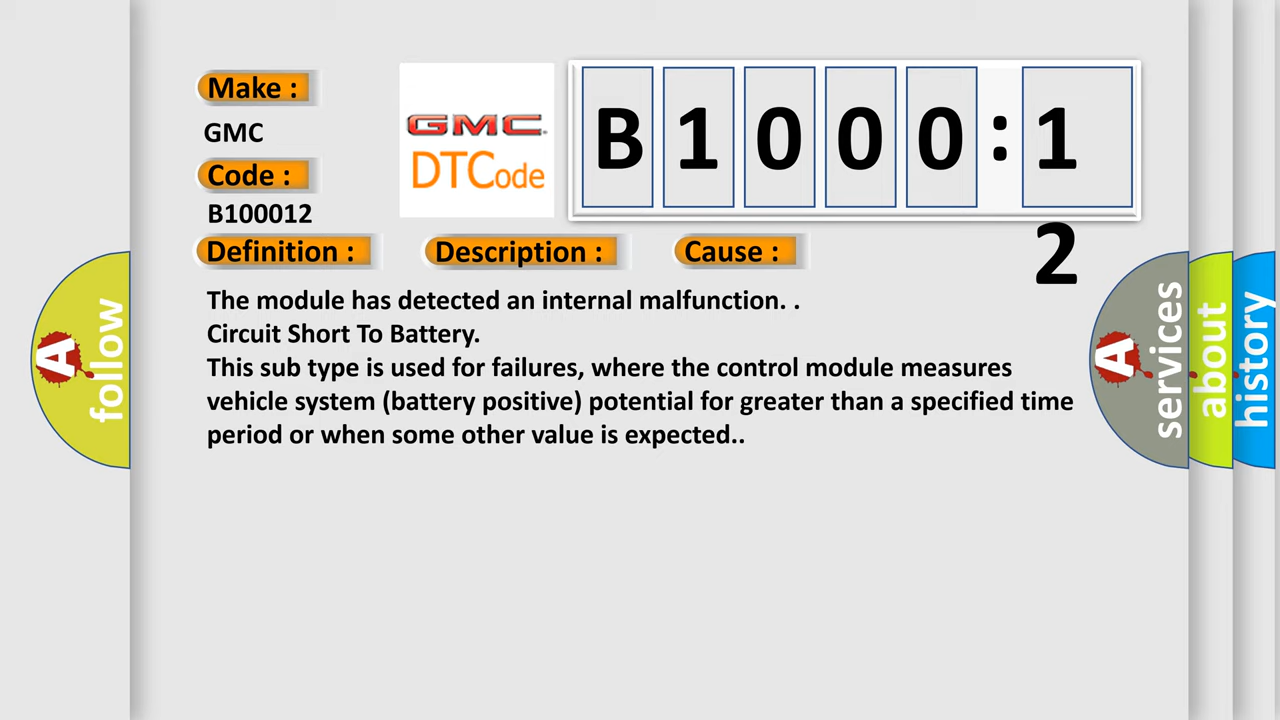 Make :
GMC
Code :
B100012
GMC
DTCode
B 1 0 0 0 : 1
2
Definition :
Description :
Cause :
The module has detected an internal malfunction. .
Circuit Short To Battery.
This sub type is used for failures, where the control module measures
vehicle system (battery positive) potential for greater than a specified time
period or when some other value is expected..
A follow
A services
about
history